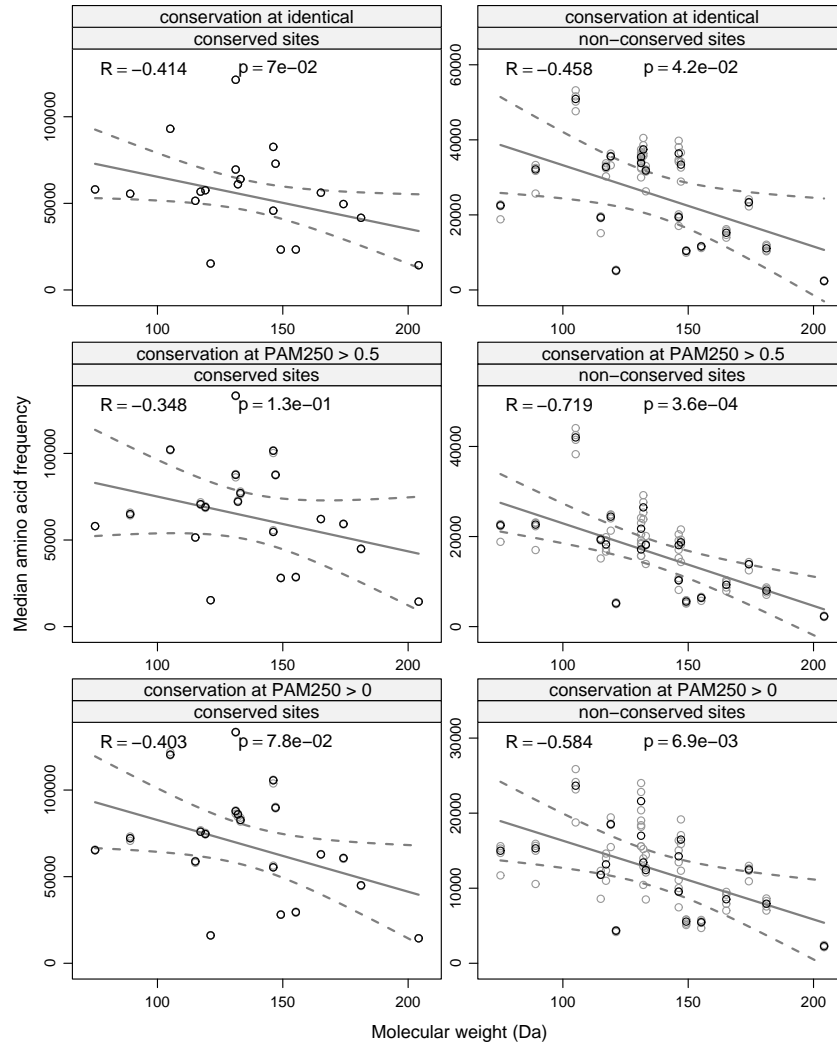 conservation at identical
conserved sites
R = −0.414 p = 7e−02
0 50000 100000
100 150 200
conservation at identical
non−conserved sites
R = −0.458 p = 4.2e−02
0 20000 40000 60000
100 150 200
conservation at PAM250 > 0.5
conserved sites
R = −0.348 p = 1.3e−01
0 50000 100000
100 150 200
conservation at PAM250 > 0.5
non−conserved sites
R = −0.719 p = 3.6e−04
0 20000 40000
100 150 200
conservation at PAM250 > 0
conserved sites
R = −0.403 p = 7.8e−02
0 50000 100000
100 150 200
conservation at PAM250 > 0
non−conserved sites
R = −0.584 p = 6.9e−03
0 10000 20000 30000
100 150 200
Median amino acid frequency
Molecular weight (Da)